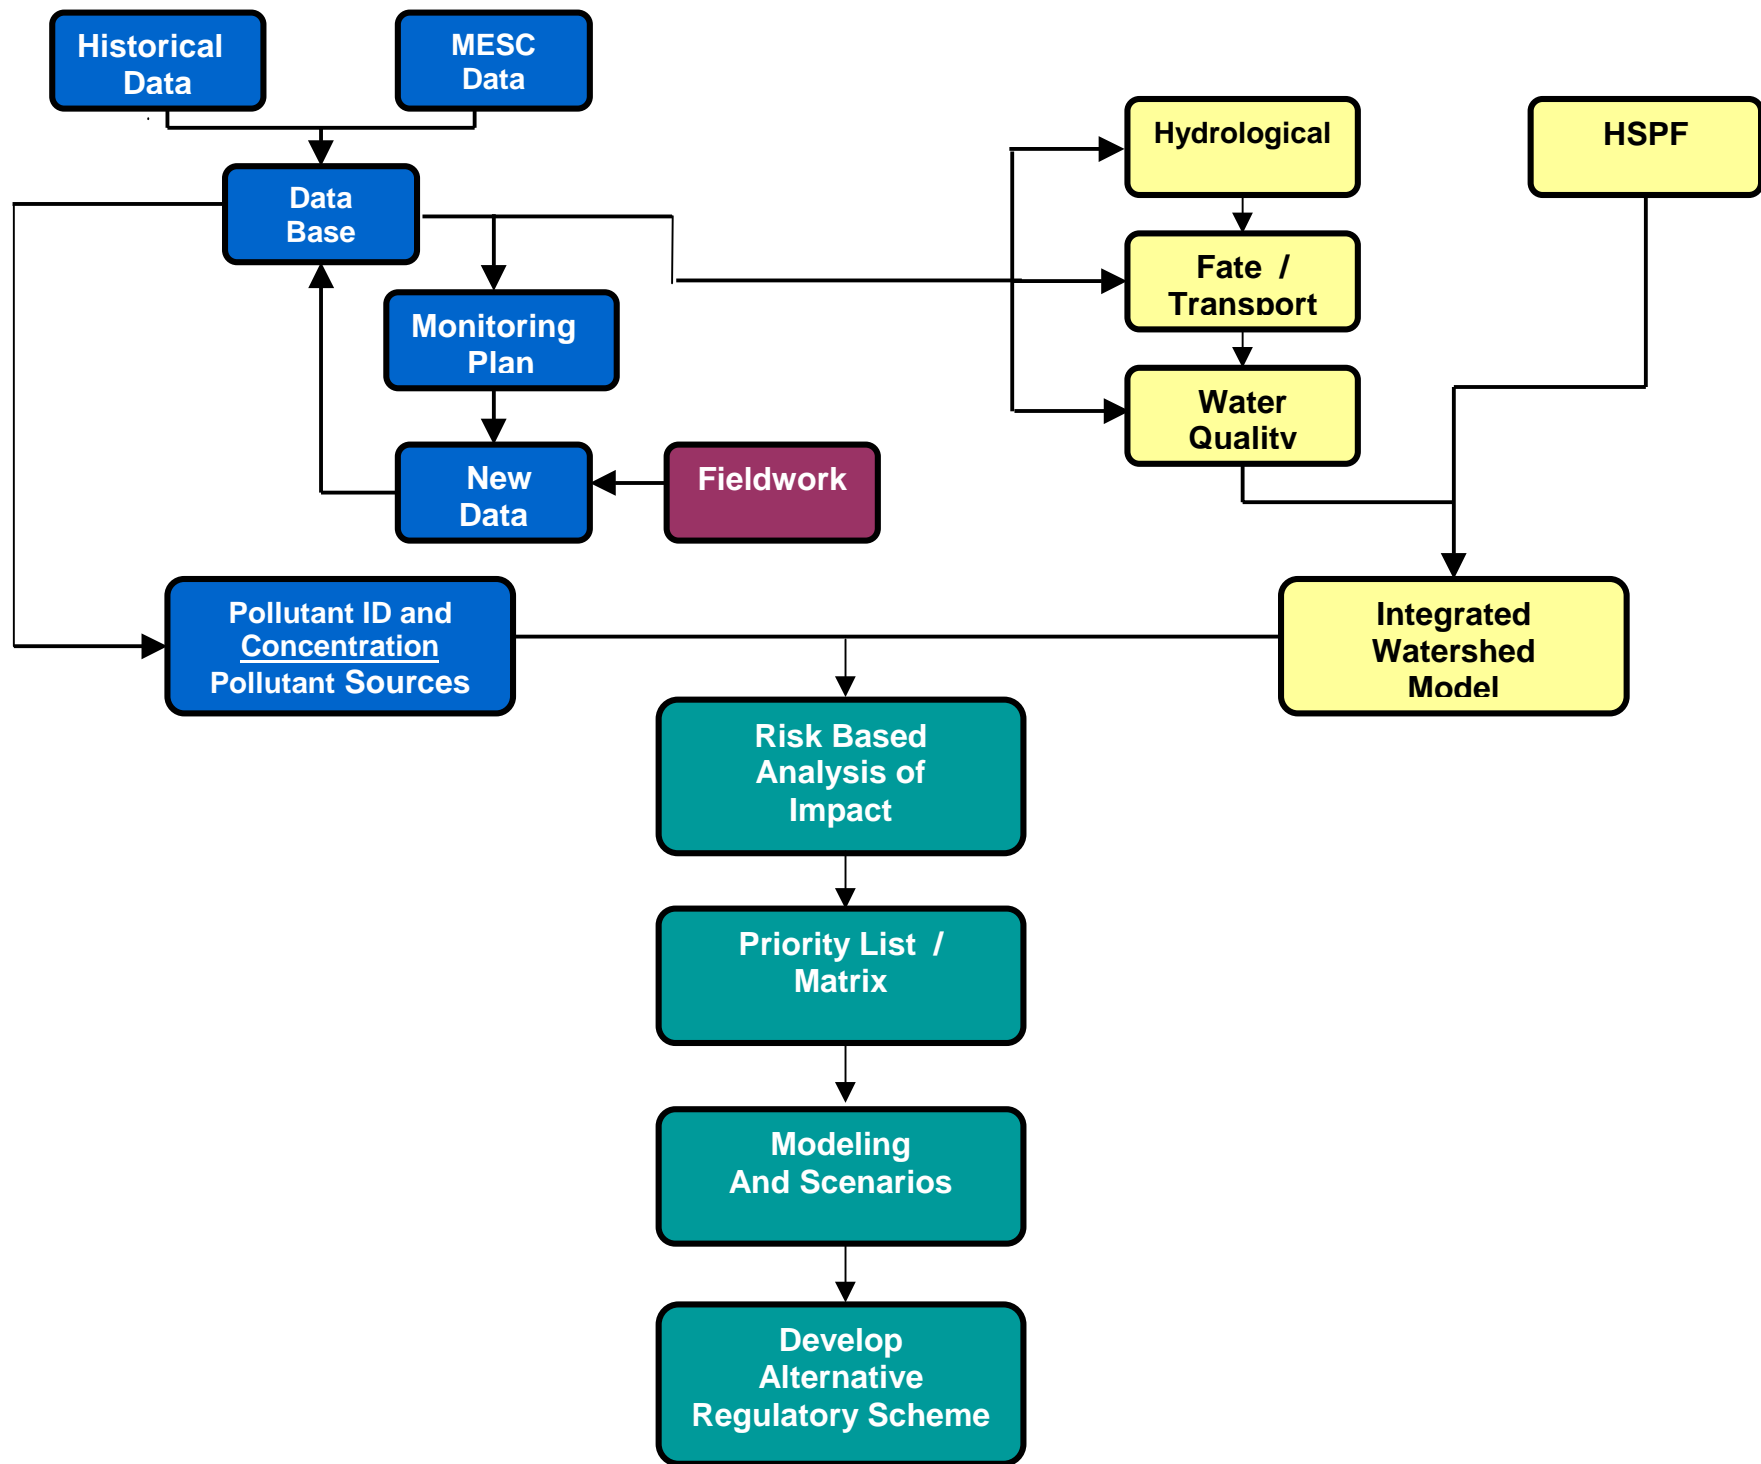 Historical
Data
MESC
Data
Hydrological
HSPF
Data
Base
Fate /
Transport
Monitoring
Plan
Water
Quality
New
Data
Fieldwork
Pollutant ID and
Concentration
Pollutant Sources
Integrated
Watershed
Model
Risk Based
Analysis of
Impact
Priority List /
Matrix
Modeling
And Scenarios
Develop
Alternative
Regulatory Scheme